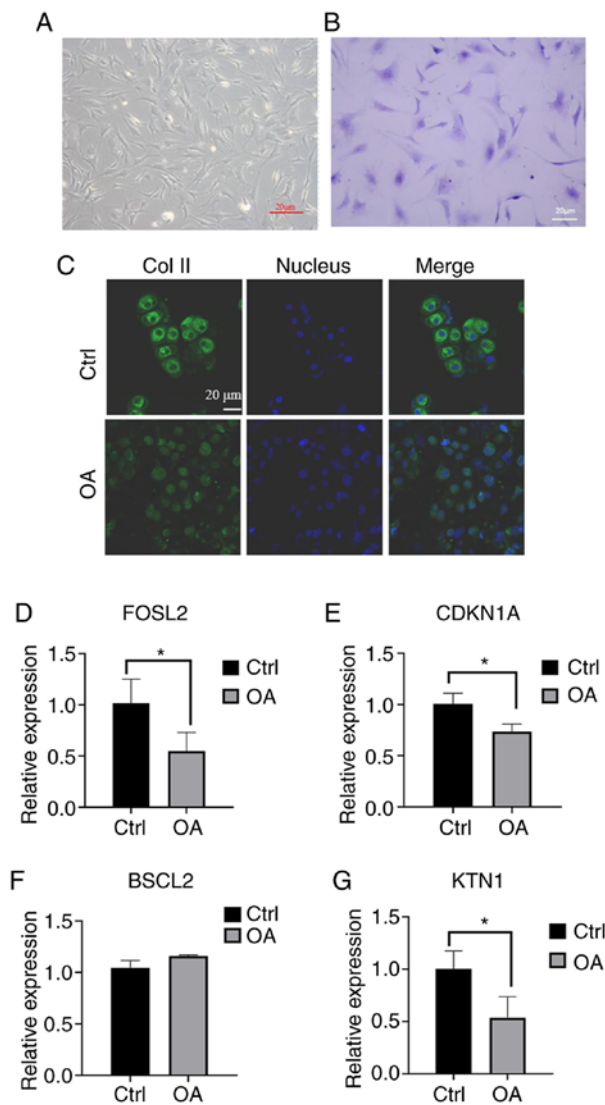 A
B
20μm
20μm
C
Col II
Nucleus
Merge
Ctrl
20 μm
OA
D
FOSL2
Relative expression
1.5
1.0
0.5
0.0
*
Ctrl
OA
Ctrl
OA
E
CDKN1A
Relative expression
1.5
1.0
0.5
0.0
*
Ctrl
OA
Ctrl
OA
F
BSCL2
Relative expression
1.5
1.0
0.5
0.0
Ctrl
OA
Ctrl
OA
G
KTN1
Relative expression
1.5
1.0
0.5
0.0
*
Ctrl
OA
Ctrl
OA